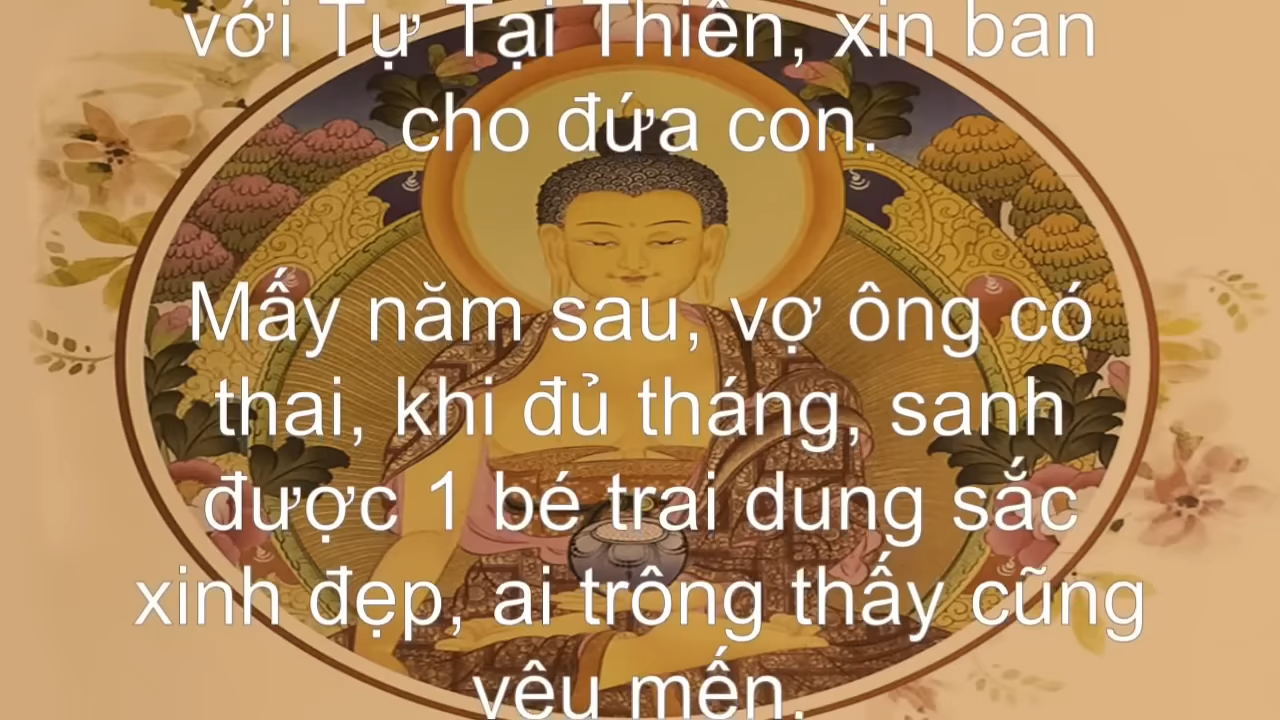 với Tự Tại Thiên, xin ban
cho đứa con.
Mấy năm sau, vợ ông có
thai, khi đủ tháng, sanh
được 1 bé trai dung sắc
xinh đẹp, ai trông thấy cũng
yêu mến.